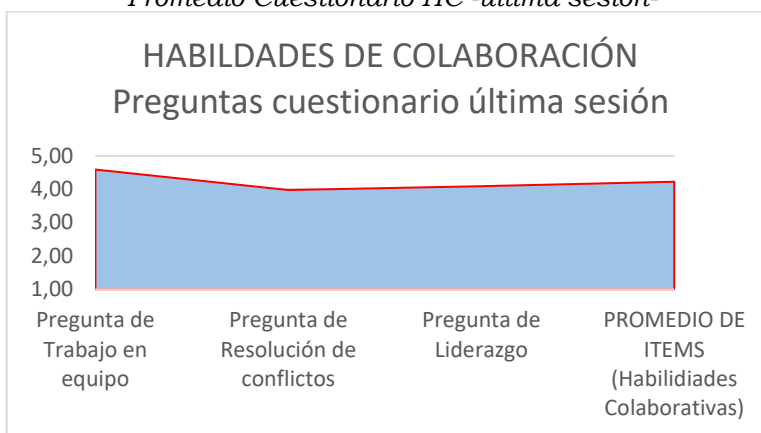 Promedio Cuestionario HC -última sesión-
HABILDADES DE COLABORACIÓN
Preguntas cuestionario última sesión
5,00
4,00
3,00
2,00
1,00
Pregunta de
Trabajo en
equipo
Pregunta de
Resolución de
conflictos
Pregunta de
Liderazgo
PROMEDIO DE
ITEMS
(Habilidiades
Colaborativas)